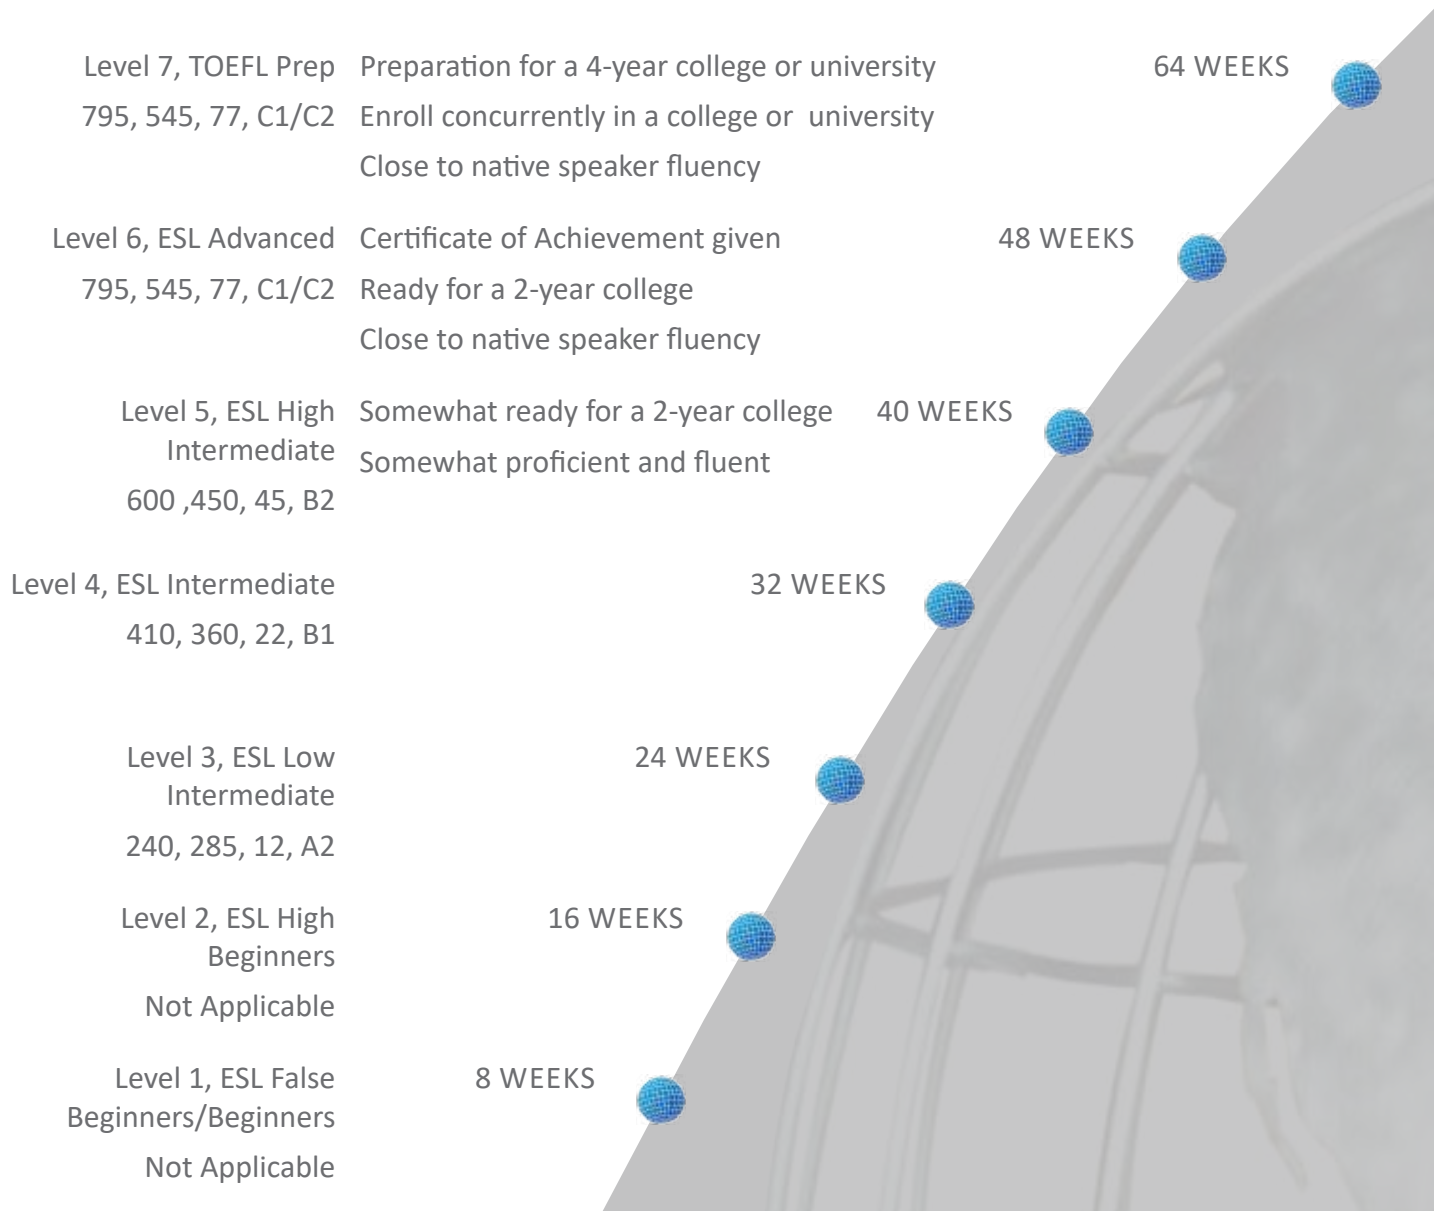 Level 7, TOEFL Prep Preparation for a 4-year college or university 64 WEEKS
795, 545, 77, C1/C2 Enroll concurrently in a college or university
Close to native speaker fluency
Level 6, ESL Advanced Certificate of Achievement given 48 WEEKS
795, 545, 77, C1/C2 Ready for a 2-year college
Close to native speaker fluency
Level 5, ESL High Somewhat ready for a 2-year college 40 WEEKS
Intermediate
Somewhat proficient and fluent
600 ,450, 45, B2
Level 4, ESL Intermediate 32 WEEKS
410, 360, 22, B1
Level 3, ESL Low 24 WEEKS
Intermediate
240, 285, 12, A2
Level 2, ESL High 16 WEEKS
Beginners
Not Applicable
Level 1, ESL False 8 WEEKS
Beginners/Beginners
Not Applicable